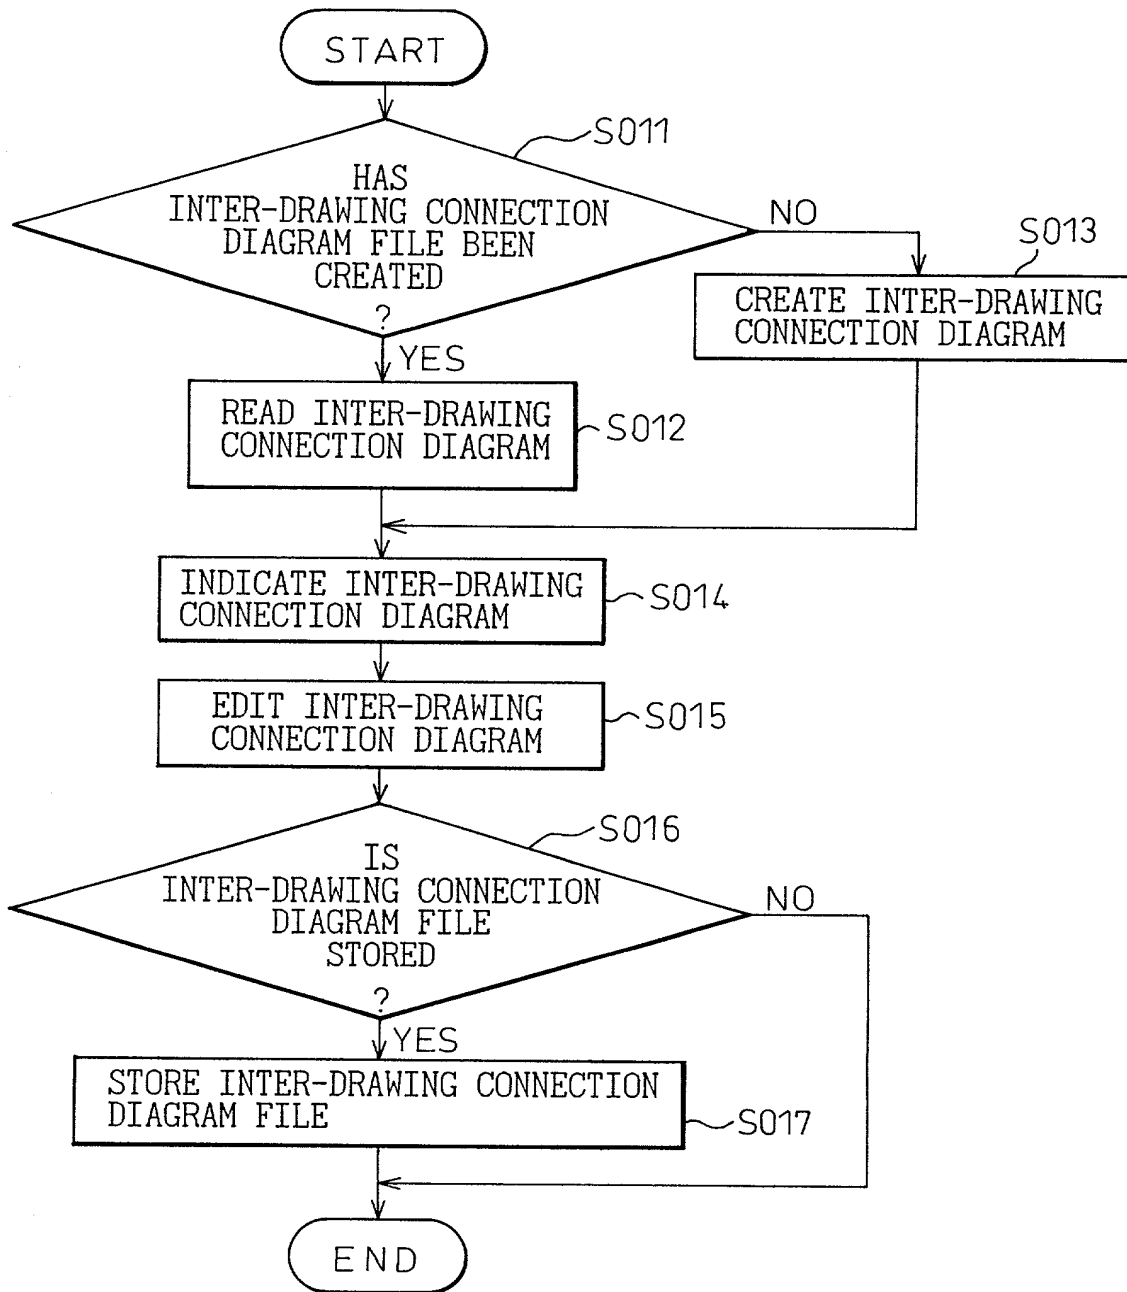 START
S011
HAS
INTER-DRAWING CONNECTION
DIAGRAM FILE BEEN
CREATED
?
NO
YES
S013
CREATE INTER-DRAWING
CONNECTION DIAGRAM
READ INTER-DRAWING
CONNECTION DIAGRAM
S012
INDICATE INTER-DRAWING
CONNECTION DIAGRAM
S014
EDIT INTER-DRAWING
CONNECTION DIAGRAM
S015
S016
IS
INTER-DRAWING CONNECTION
DIAGRAM FILE
STORED
?
NO
YES
STORE INTER-DRAWING CONNECTION
DIAGRAM FILE
S017
END